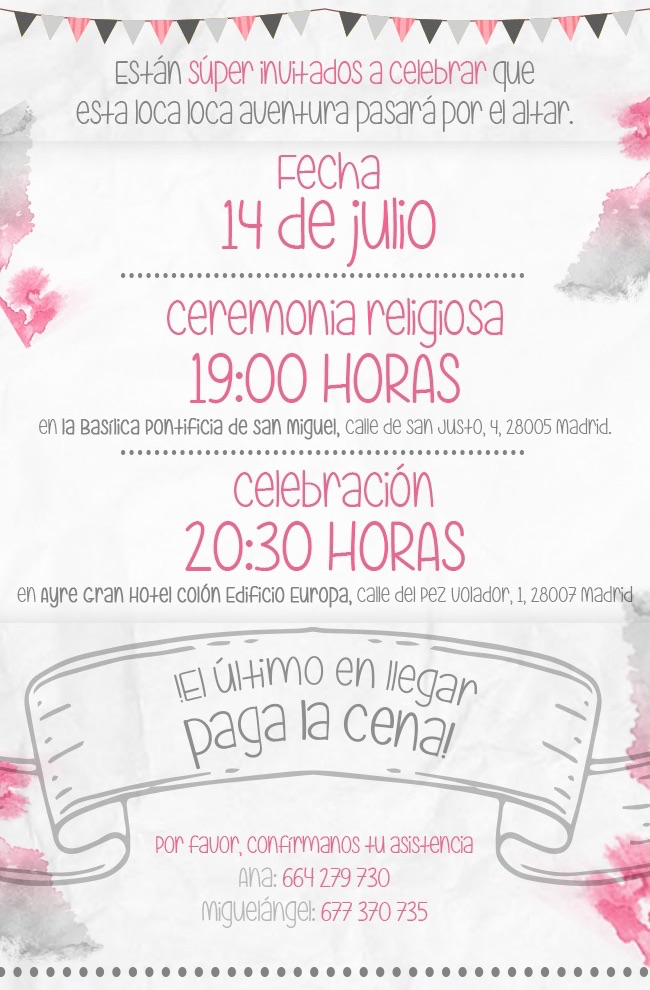 Están súper invitados a celebrar que
esta loca loca aventura pasará por el altar.
Fecha
14 de julio
ceremonia religiosa
19:00 HORAS
en la Basílica Pontificia de San Miguel, calle de San Justo, 4, 28005 Madrid.
celebración
20:30 HORAS
en Ayre Gran Hotel Colón Edificio Europa, calle del Pez Volador, 1, 28007 Madrid
¡El último en llegar
paga la cena!
Por favor, confírmanos tu asistencia
Ana: 664 279 730
Miguelángel: 677 370 735